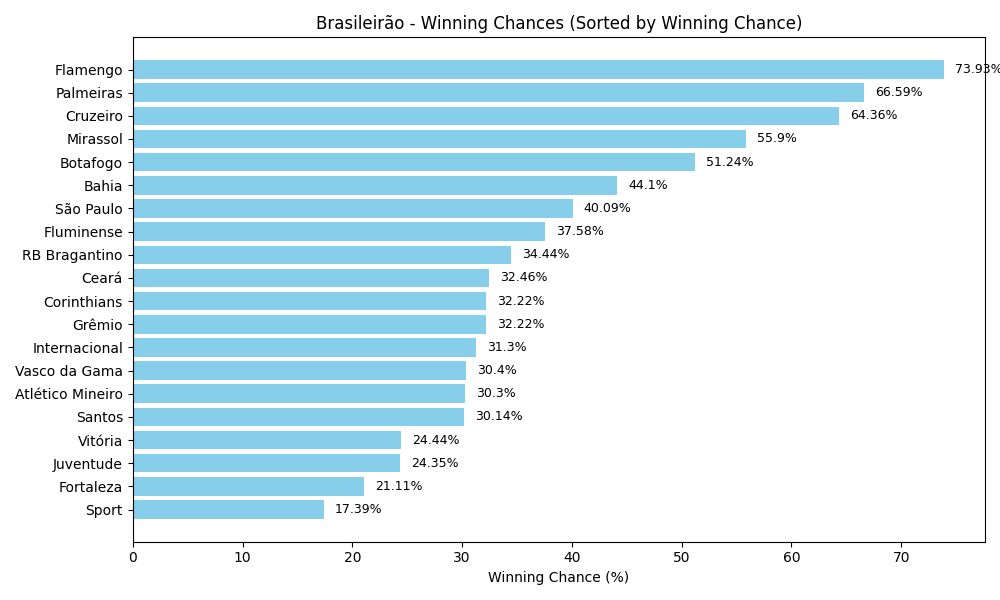 Brasileirão - Winning Chances (Sorted by Winning Chance)
Flamengo 73.93%
Palmeiras 66.59%
Cruzeiro 64.36%
Mirassol 55.9%
Botafogo 51.24%
Bahia 44.1%
São Paulo 40.09%
Fluminense 37.58%
RB Bragantino 34.44%
Ceará 32.46%
Corinthians 32.22%
Grêmio 32.22%
Internacional 31.3%
Vasco da Gama 30.4%
Atlético Mineiro 30.3%
Santos 30.14%
Vitória 24.44%
Juventude 24.35%
Fortaleza 21.11%
Sport 17.39%
0 10 20 30 40 50 60 70
Winning Chance (%)